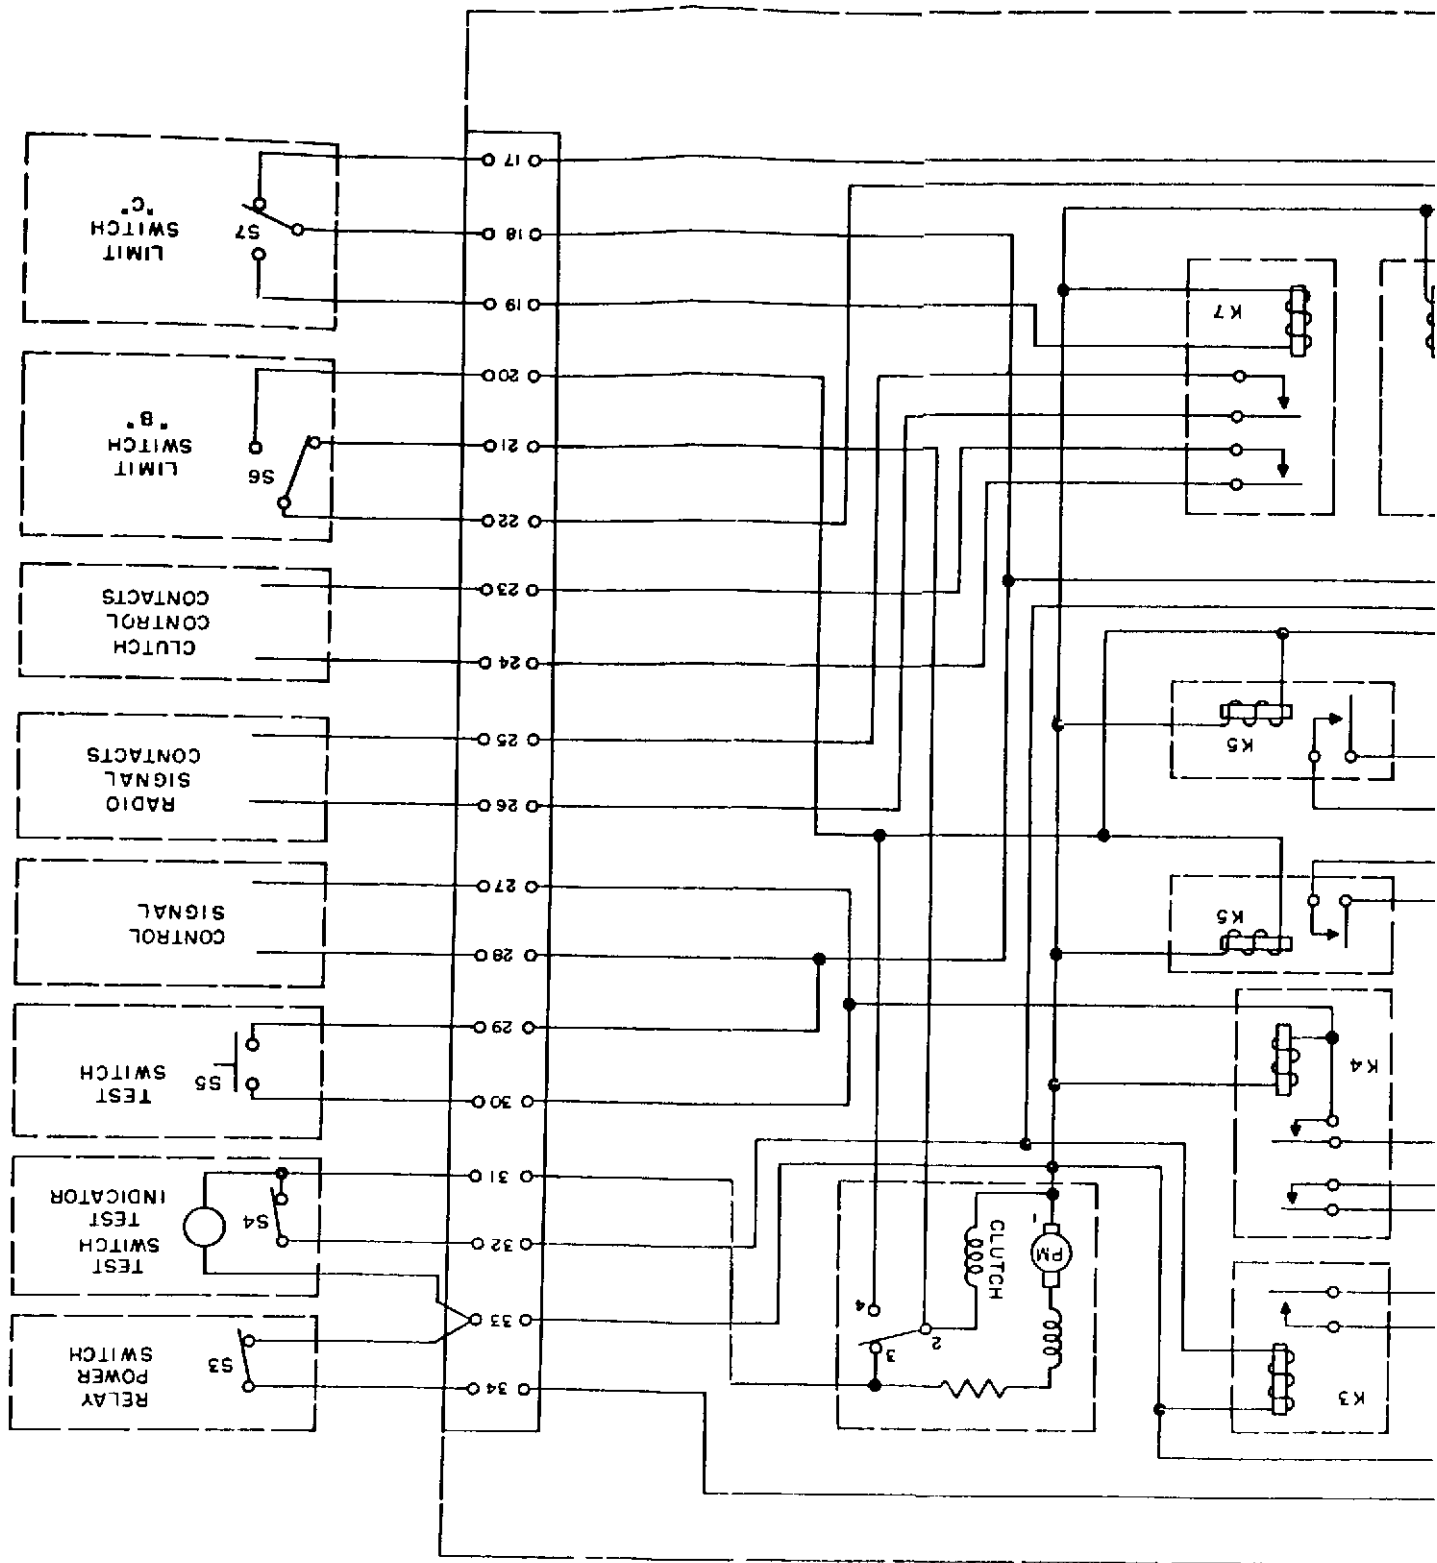 RELAY
POWER
SWITCH
S3
TEST
SWITCH
TEST
INDICATOR
S4
TEST
SWITCH
S5
CONTROL
SIGNAL
RADIO
SIGNAL
CONTACTS
CLUTCH
CONTROL
CONTACTS
LIMIT
SWITCH
"B"
S6
LIMIT
SWITCH
"C"
S7
34
33
32
31
30
29
28
27
26
25
24
23
22
21
20
19
18
17
3
2
4
CLUTCH
PM
1
K3
K4
K5
K5
K7